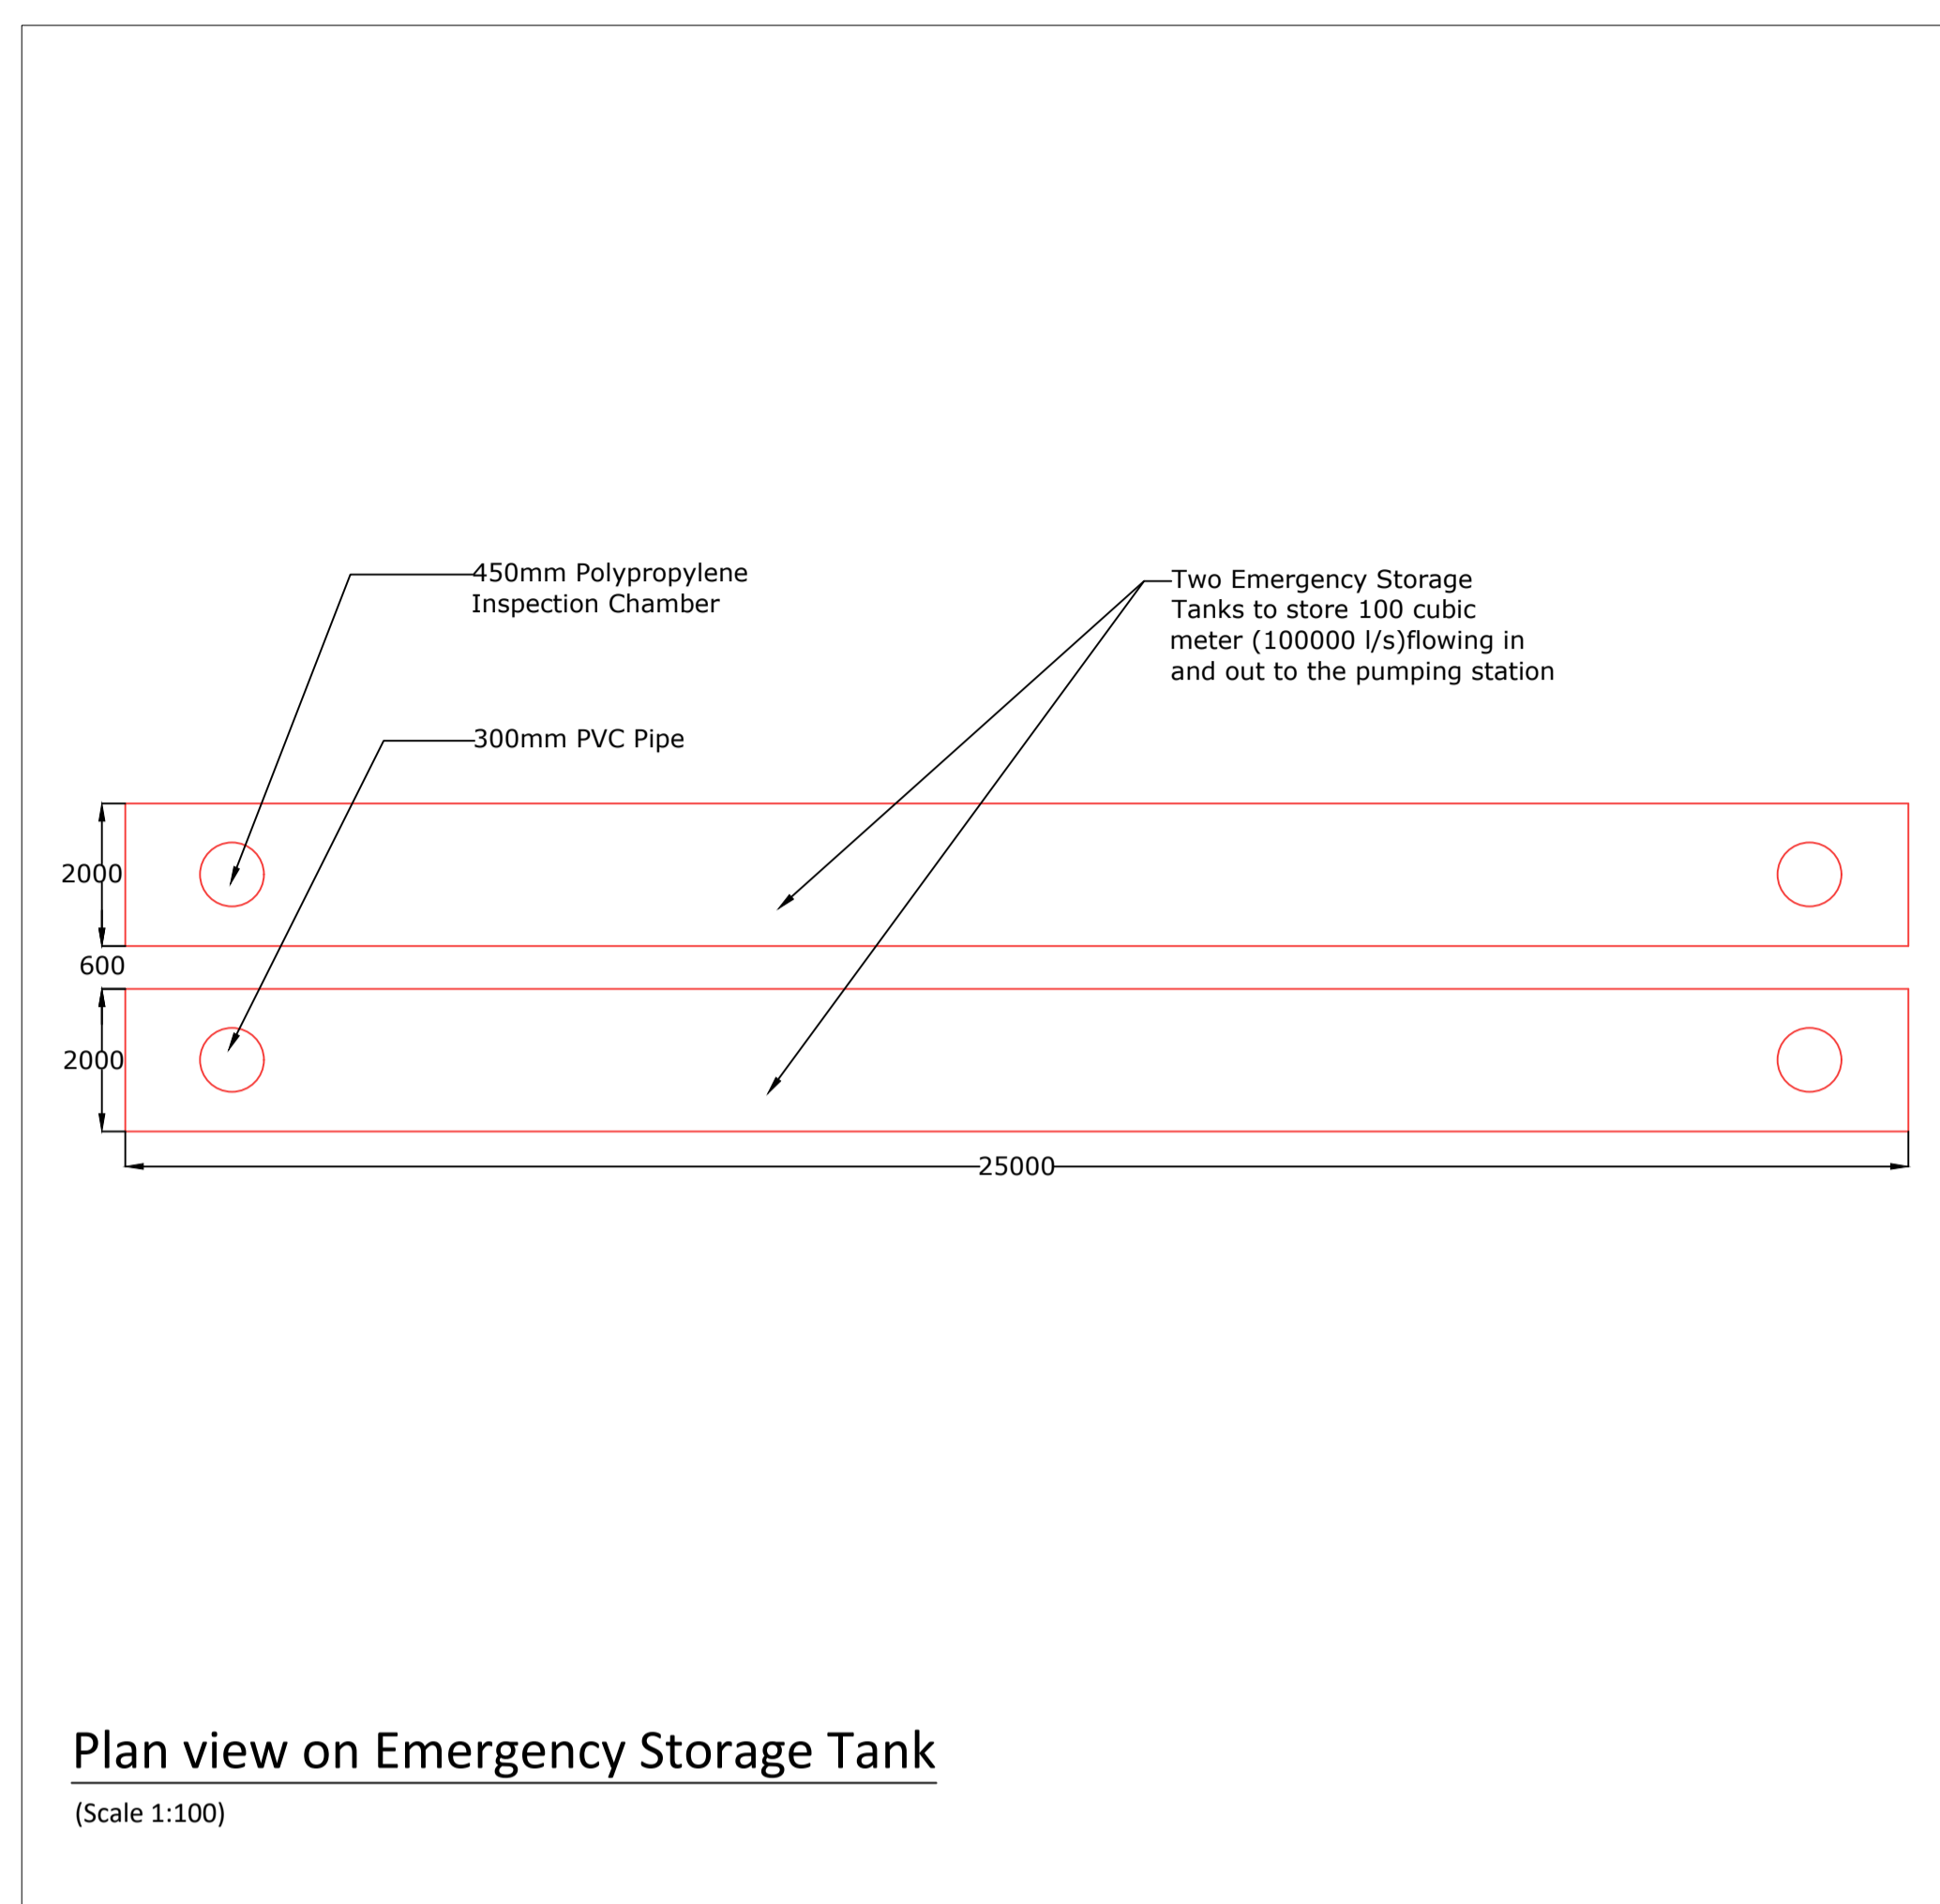 450mm Polypropylene
Inspection Chamber
Two Emergency Storage
Tanks to store 100 cubic
meter (100000 l/s)flowing in
and out to the pumping station
300mm PVC Pipe
2000
600
2000
25000
Plan view on Emergency Storage Tank
(Scale 1:100)